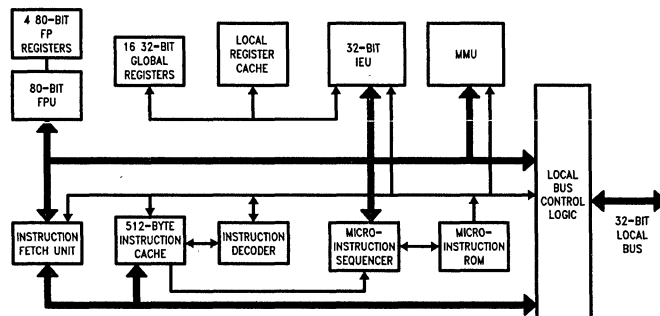 4 80-BIT
FP
REGISTERS
80-BIT
FPU
16 32-BIT
GLOBAL
REGISTERS
LOCAL
REGISTER
CACHE
32-BIT
IEU
MMU
LOCAL
BUS
CONTROL
LOGIC
32-BIT
LOCAL
BUS
INSTRUCTION
FETCH UNIT
512-BYTE
INSTRUCTION
CACHE
INSTRUCTION
DECODER
MICRO-
INSTRUCTION
SEQUENCER
MICRO-
INSTRUCTION
ROM